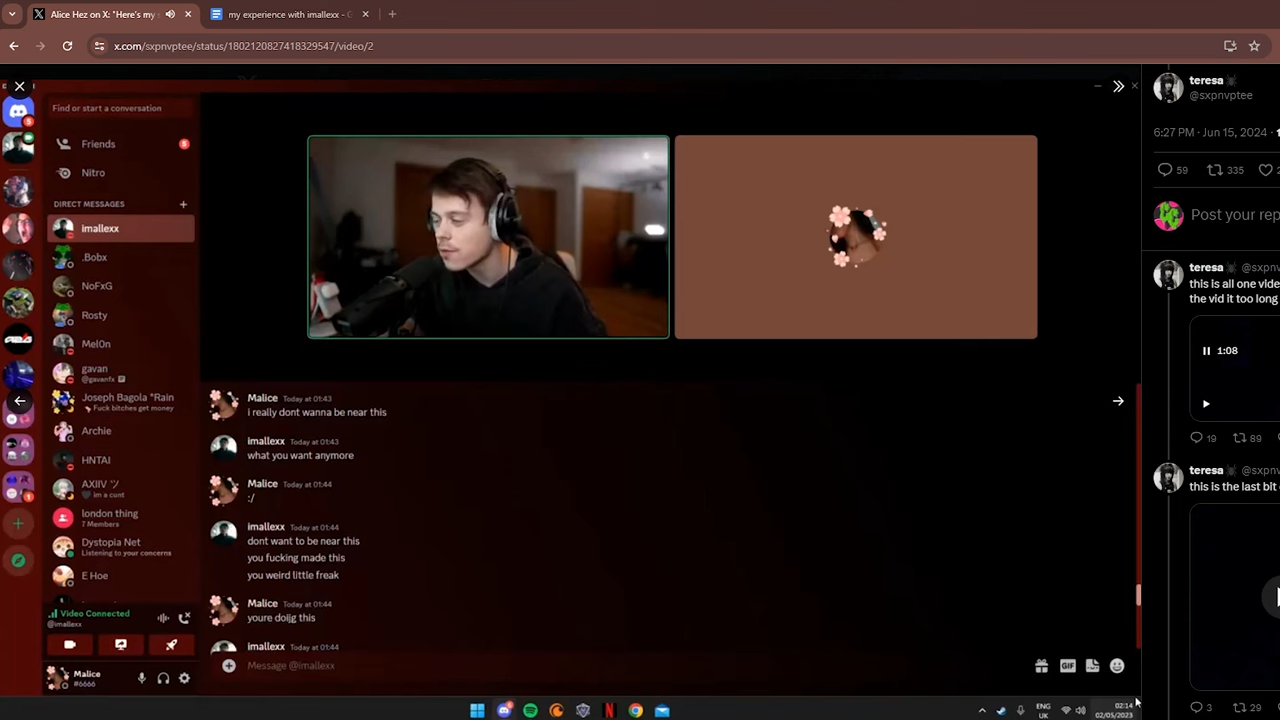 Alice Hez on X: "Here's my
my experience with imallexx - G
x.com/sxpnvptee/status/1802120827418329547/video/2
Find or start a conversation
Friends
Nitro
DIRECT MESSAGES
imallexx
.Bobx
NoFxG
Rosty
Mel0n
gavan
@gavanfx
Joseph Bagola "Rain
Fuck bitches get money
Archie
HNTAI
AXIIV ツ
im a cunt
london thing
7 Members
Dystopia Net
Listening to your concerns
E Hoe
Video Connected
@imallexx
Malice
#6666
Malice Today at 01:43
i really dont wanna be near this
imallexx Today at 01:43
what you want anymore
Malice Today at 01:44
:/
imallexx Today at 01:44
dont want to be near this
you fucking made this
you weird little freak
Malice Today at 01:44
youre doijg this
imallexx Today at 01:44
Message @imallexx
GIF
ENG
UK
02:14
02/05/2023
teresa
@sxpnvptee
6:27 PM · Jun 15, 2024 ·
59 335
Post your rep
teresa @sxpnv
this is all one vide
the vid it too long
1:08
19 89
teresa @sxpnv
this is the last bit
3 29